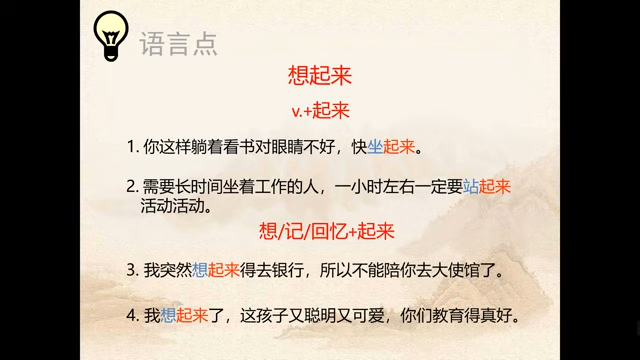 语言点
想起来
v.+起来
1. 你这样躺着看书对眼睛不好，快坐起来。
2. 需要长时间坐着工作的人，一小时左右一定要站起来
活动活动。
想/记/回忆+起来
3. 我突然想起来得去银行，所以不能陪你去大使馆了。
4. 我想起来了，这孩子又聪明又可爱，你们教育得真好。